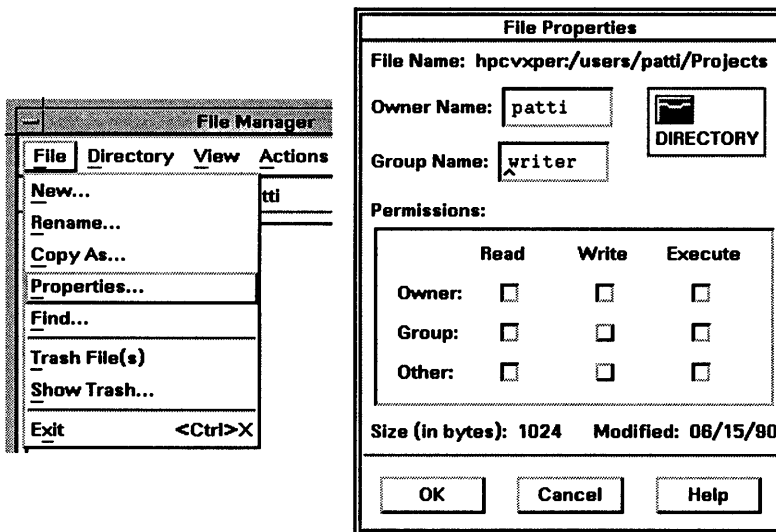 File Manager
File Directory View Actions
tti
New...
Rename...
Copy As...
Properties...
Find...
Trash File(s)
Show Trash...
Exit <Ctrl>X
File Properties
File Name: hpcvxper:/users/patti/Projects
Owner Name: patti
DIRECTORY
Group Name: writer
Permissions:
Read Write Execute
Owner:
Group:
Other:
Size (in bytes): 1024 Modified: 06/15/90
OK Cancel Help